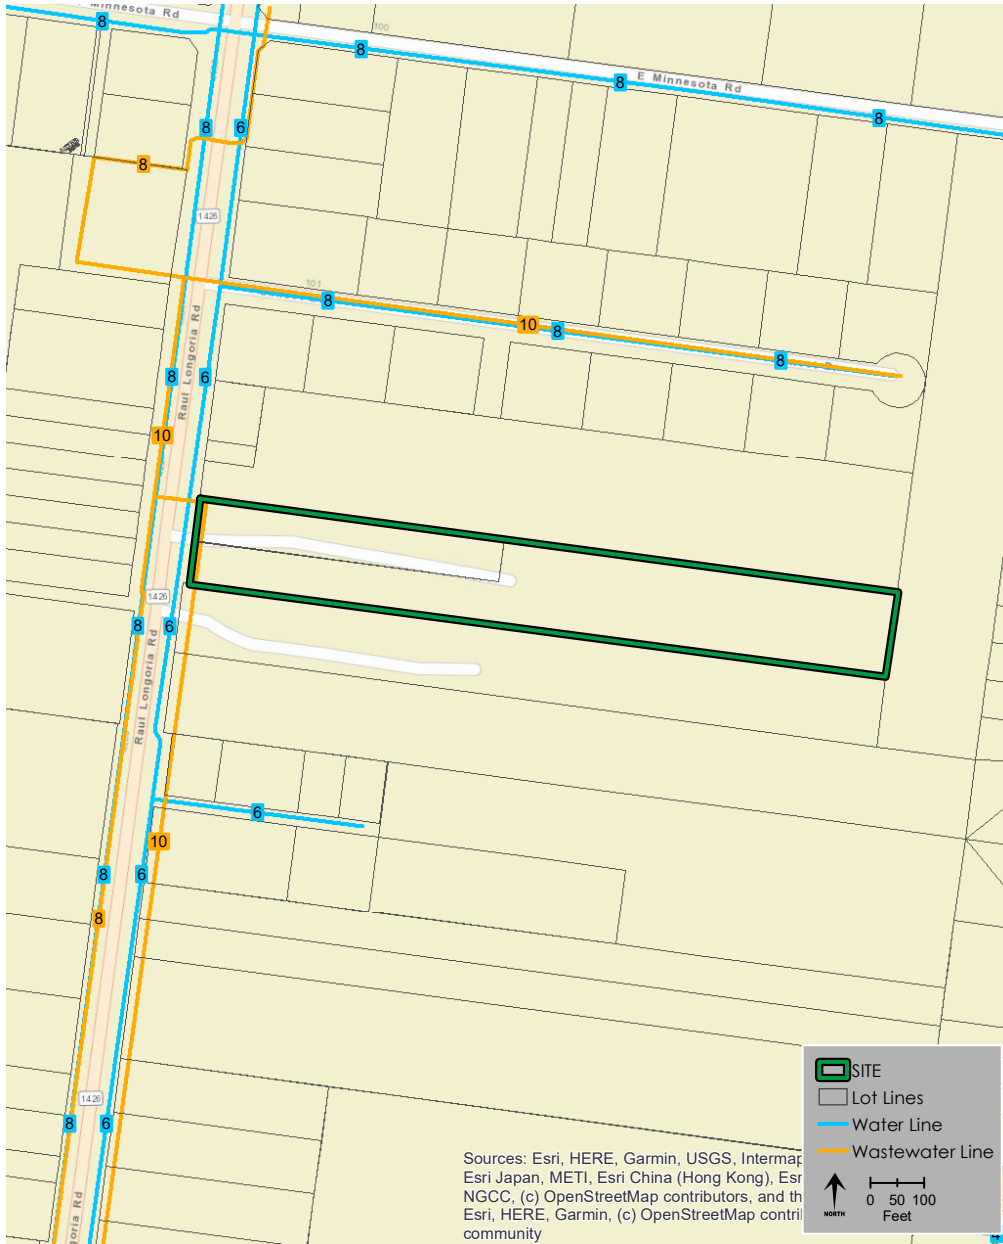 Minnesota Rd
8
100
8
8
E Minnesota Rd
8
8
6
8
1426
101
8
10
8
8
8
6
Raul Longoria Rd
10
1426
8
6
Raul Longoria Rd
6
10
8
6
8
1426
8
6
goria Rd
SITE
Lot Lines
Water Line
Wastewater Line
NORTH
0 50 100
Feet
Sources: Esri, HERE, Garmin, USGS, Intermap
Esri Japan, METI, Esri China (Hong Kong), Esr
NGCC, (c) OpenStreetMap contributors, and th
Esri, HERE, Garmin, (c) OpenStreetMap contri
community